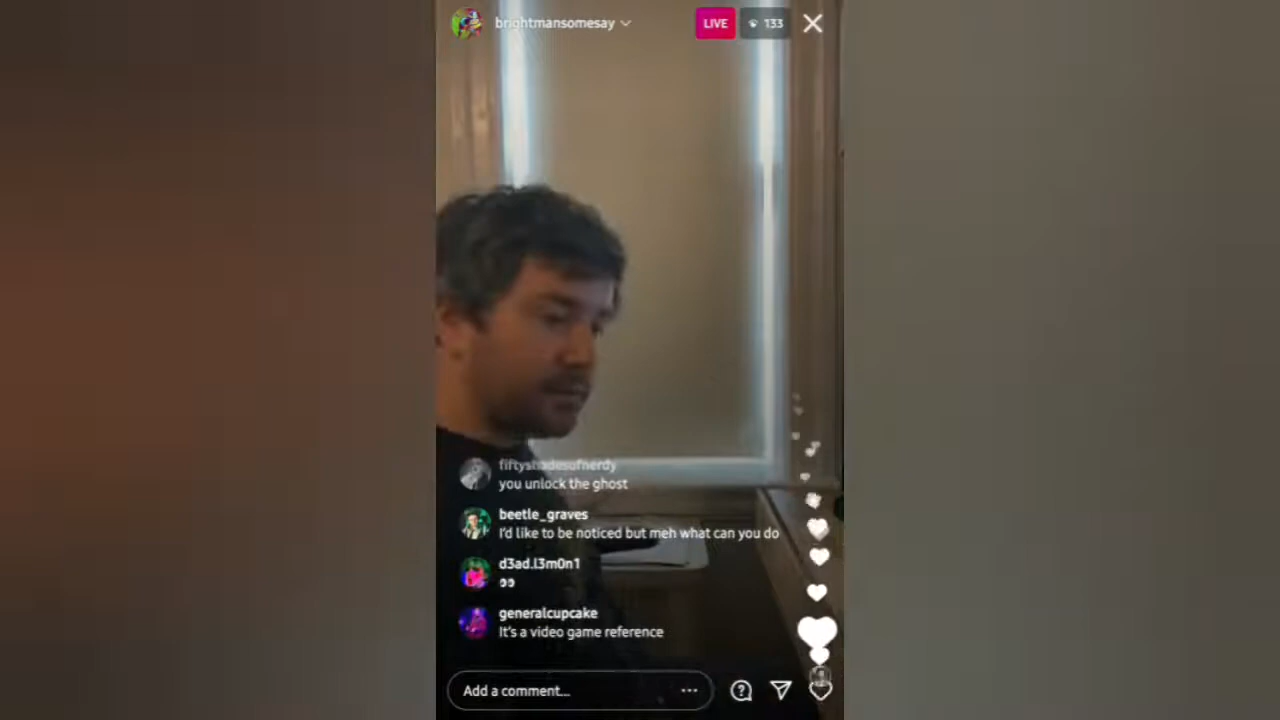 brightmansomesay
LIVE
133
fiftyshadesofnerdy
you unlock the ghost
beetle_graves
I'd like to be noticed but meh what can you do
d3ad.l3m0n1
generalcupcake
It's a video game reference
Add a comment...